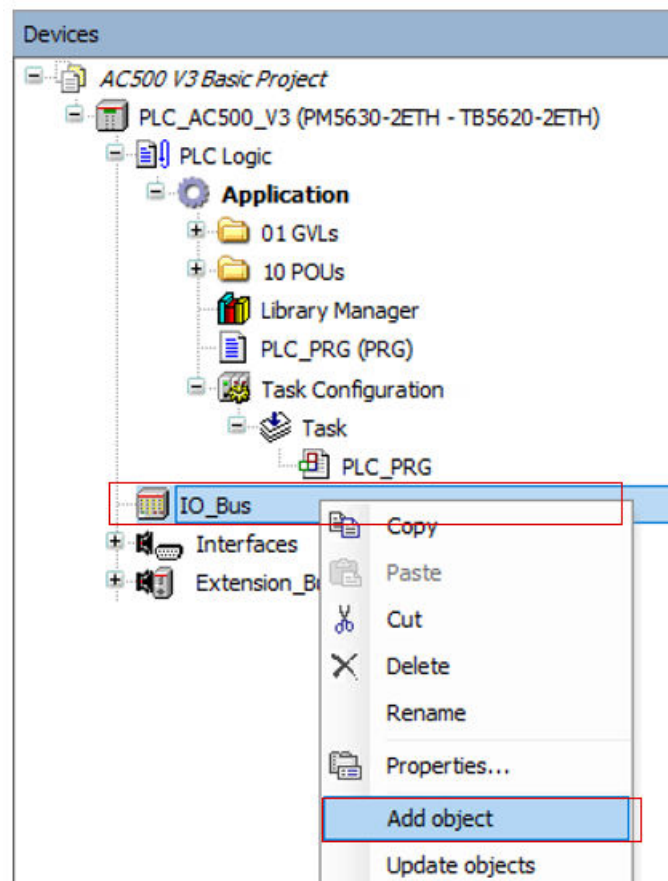 Devices
AC500 V3 Basic Project
PLC_AC500_V3 (PM5630-2ETH - TB5620-2ETH)
PLC Logic
Application
01 GVLs
10 POUs
Library Manager
PLC_PRG (PRG)
Task Configuration
Task
PLC_PRG
IO_Bus
Interfaces
Extension_B
Copy
Paste
Cut
Delete
Rename
Properties...
Add object
Update objects